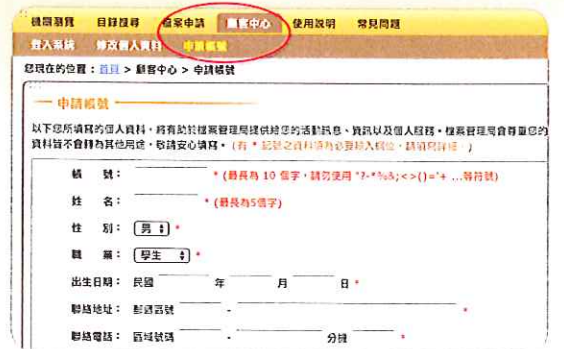 機關瀏覽 目錄搜尋 檔案申請 顧客中心 使用說明 常見問題
登入系統 修改個人資料 申請帳號
您現在的位置：首頁 > 顧客中心 > 申請帳號
申請帳號
以下您所填寫的個人資料，將有助於檔案管理局提供給您的活動訊息、資訊以及個人服務。檔案管理局會尊重您的
資料皆不會轉為其他用途，敬請安心填寫。(有 * 記號之資料項為必要輸入欄位，請填寫詳細。)
帳 號： * (最長為 10 個字，請勿使用 '?-*%&;<>()='+ ...等符號)
姓 名： * (最長為5個字)
性 別： 男 *
職 業： 學生 *
出生日期： 民國 年 月 日 *
聯絡地址： 郵遞區號 - *
聯絡電話： 區域號碼 - 分機 *